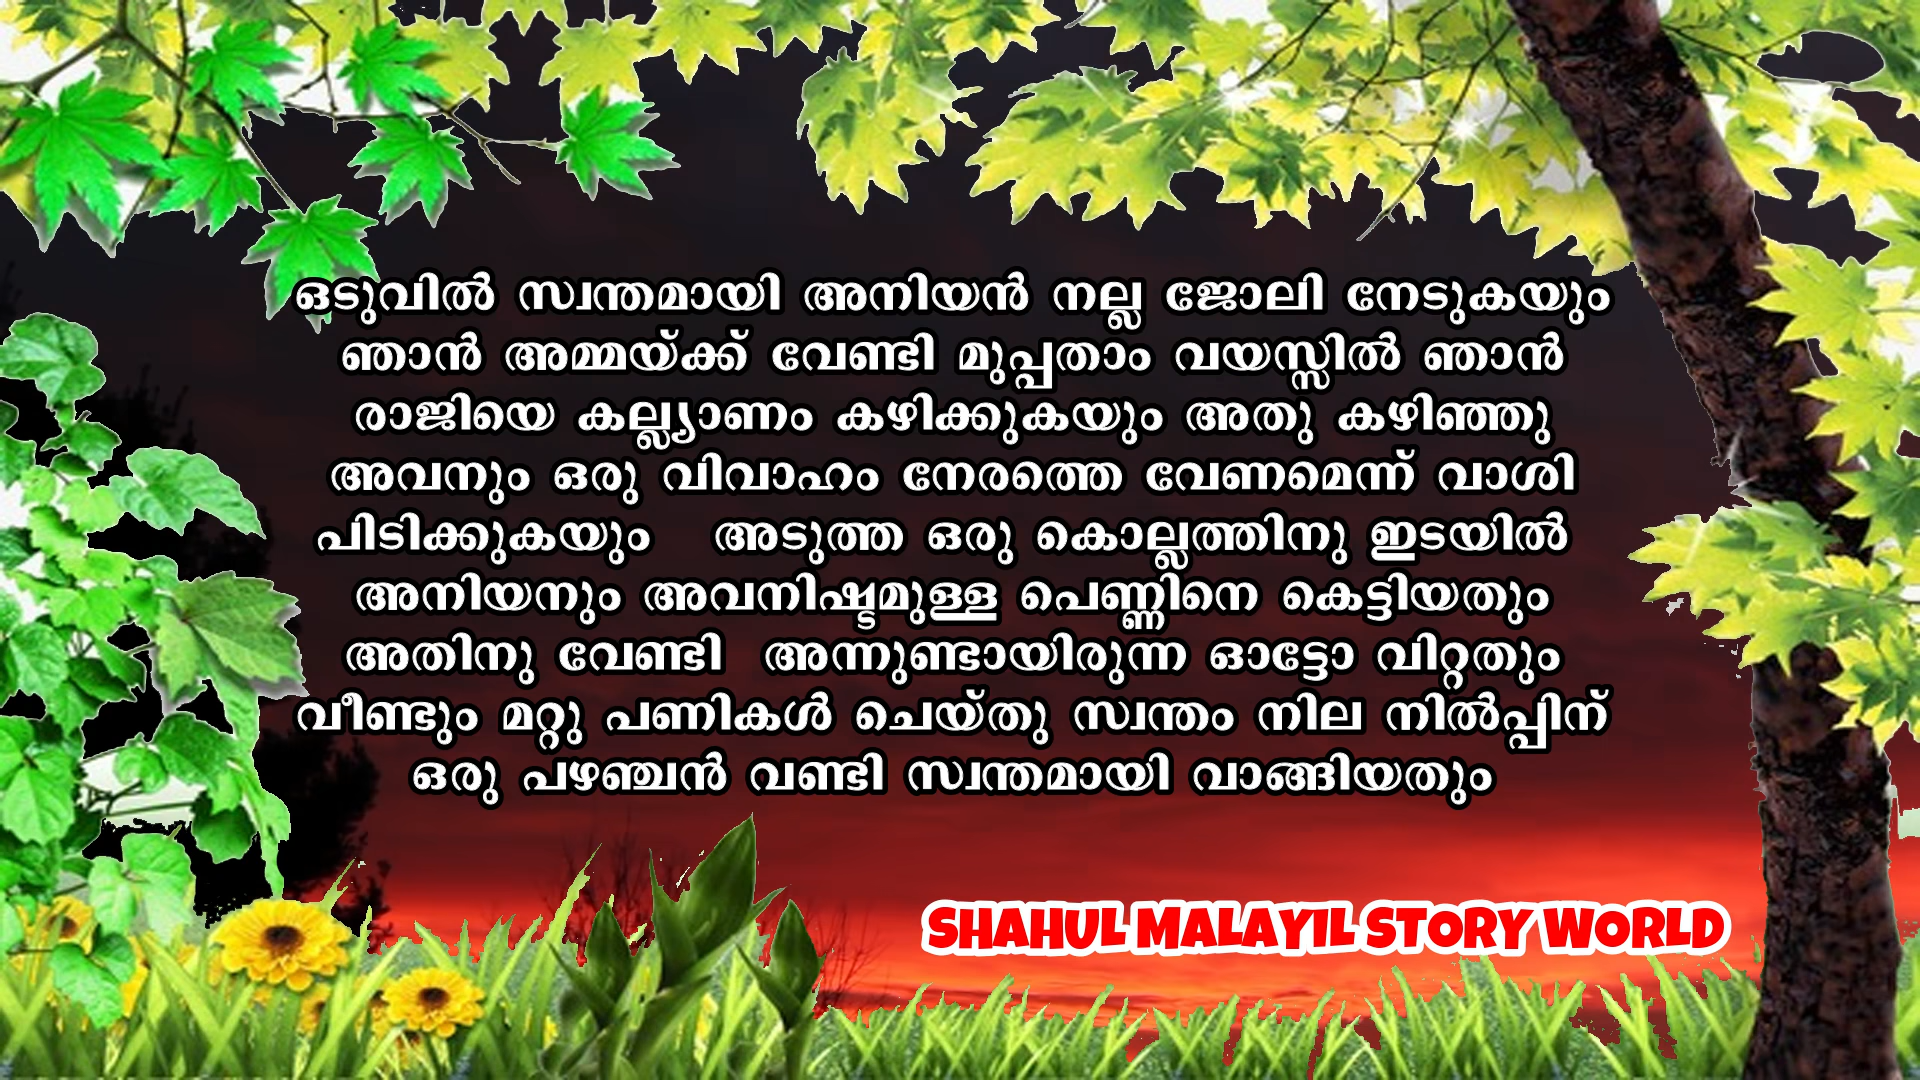 ഒടുവിൽ സ്വന്തമായി അനിയൻ നല്ല ജോലി നേടുകയും
ഞാൻ അമ്മയ്ക്ക് വേണ്ടി മുപ്പതാം വയസ്സിൽ ഞാൻ
രാജിയെ കല്ല്യാണം കഴിക്കുകയും അതു കഴിഞ്ഞു
അവനും ഒരു വിവാഹം നേരത്തെ വേണമെന്ന് വാശി
പിടിക്കുകയും അടുത്ത ഒരു കൊല്ലത്തിനു ഇടയിൽ
അനിയനും അവനിഷ്ടമുള്ള പെണ്ണിനെ കെട്ടിയതും
അതിനു വേണ്ടി അന്നുണ്ടായിരുന്ന ഓട്ടോ വിറ്റതും
വീണ്ടും മറ്റു പണികൾ ചെയ്തു സ്വന്തം നില നിൽപ്പിന്
ഒരു പഴഞ്ചൻ വണ്ടി സ്വന്തമായി വാങ്ങിയതും
SHAHUL MALAYIL STORY WORLD